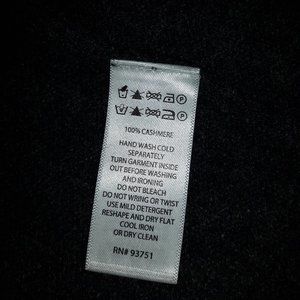 100% CASHMERE
HAND WASH COLD
SEPARATELY
TURN GARMENT INSIDE
OUT BEFORE WASHING
AND IRONING
DO NOT BLEACH
DO NOT WRING OR TWIST
USE MILD DETERGENT
RESHAPE AND DRY FLAT
COOL IRON
OR DRY CLEAN
RN# 93751